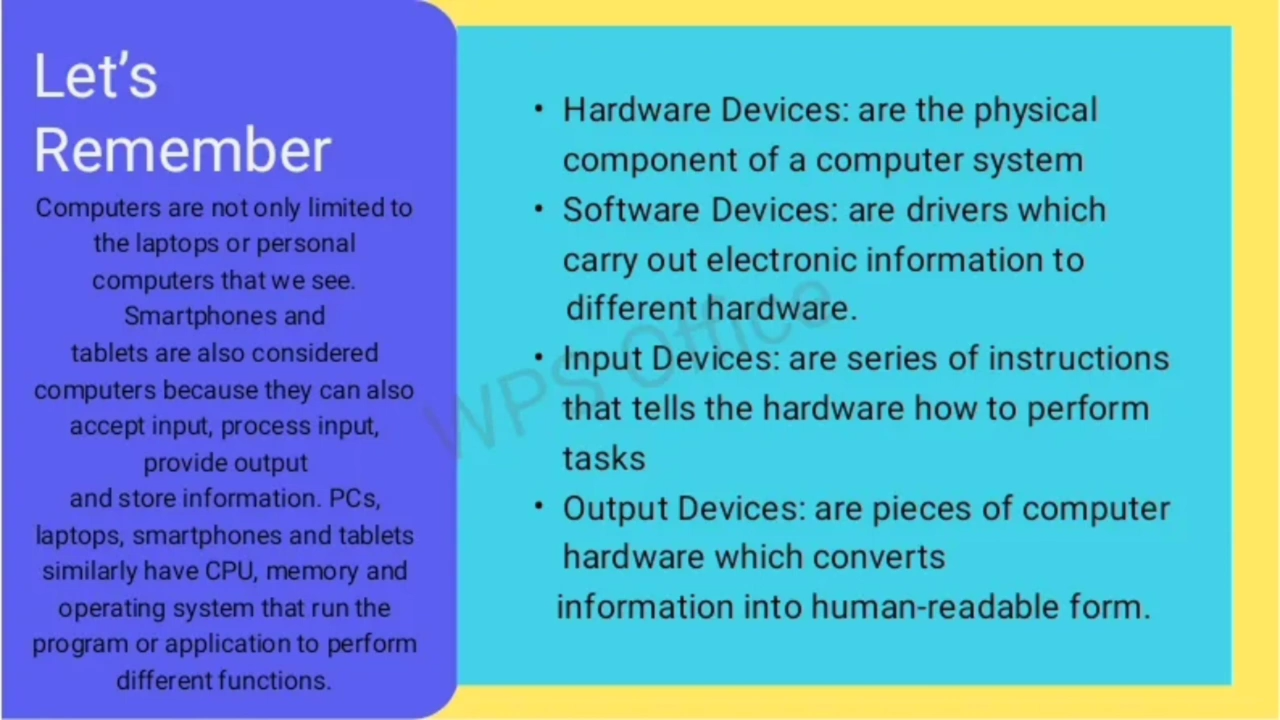 Let's
Remember
Computers are not only limited to
the laptops or personal
computers that we see.
Smartphones and
tablets are also considered
computers because they can also
accept input, process input,
provide output
and store information. PCs,
laptops, smartphones and tablets
similarly have CPU, memory and
operating system that run the
program or application to perform
different functions.
• Hardware Devices: are the physical
component of a computer system
• Software Devices: are drivers which
carry out electronic information to
different hardware.
• Input Devices: are series of instructions
that tells the hardware how to perform
tasks
• Output Devices: are pieces of computer
hardware which converts
information into human-readable form.
WPS Office